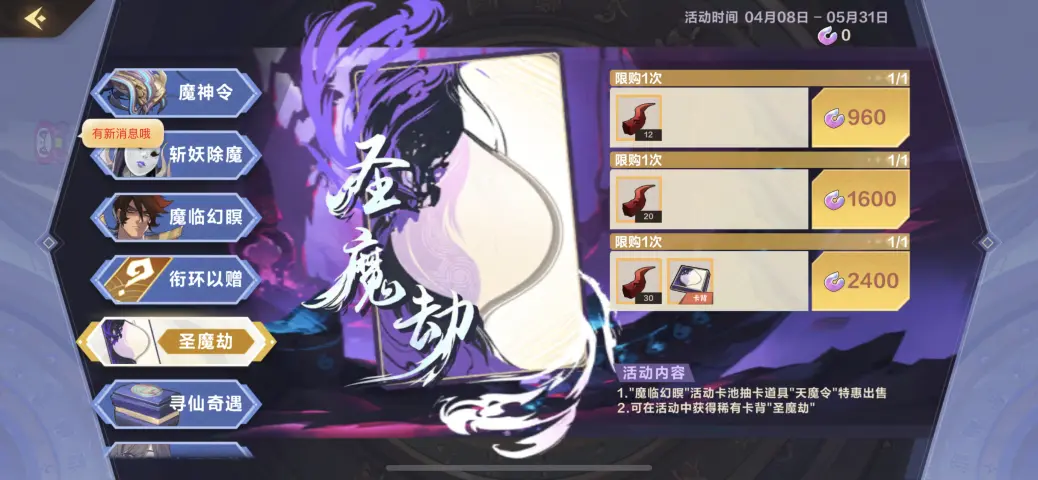 活动时间 04月08日 - 05月31日
0
魔神令
有新消息哦
斩妖除魔
魔临幻瞑
衔环以赠
圣魔劫
寻仙奇遇
圣魔劫
限购1次
1/1
12
960
限购1次
1/1
20
1600
限购1次
1/1
30
卡背
2400
活动内容
1."魔临幻瞑"活动卡池抽卡道具"天魔令"特惠出售
2.可在活动中获得稀有卡背"圣魔劫"